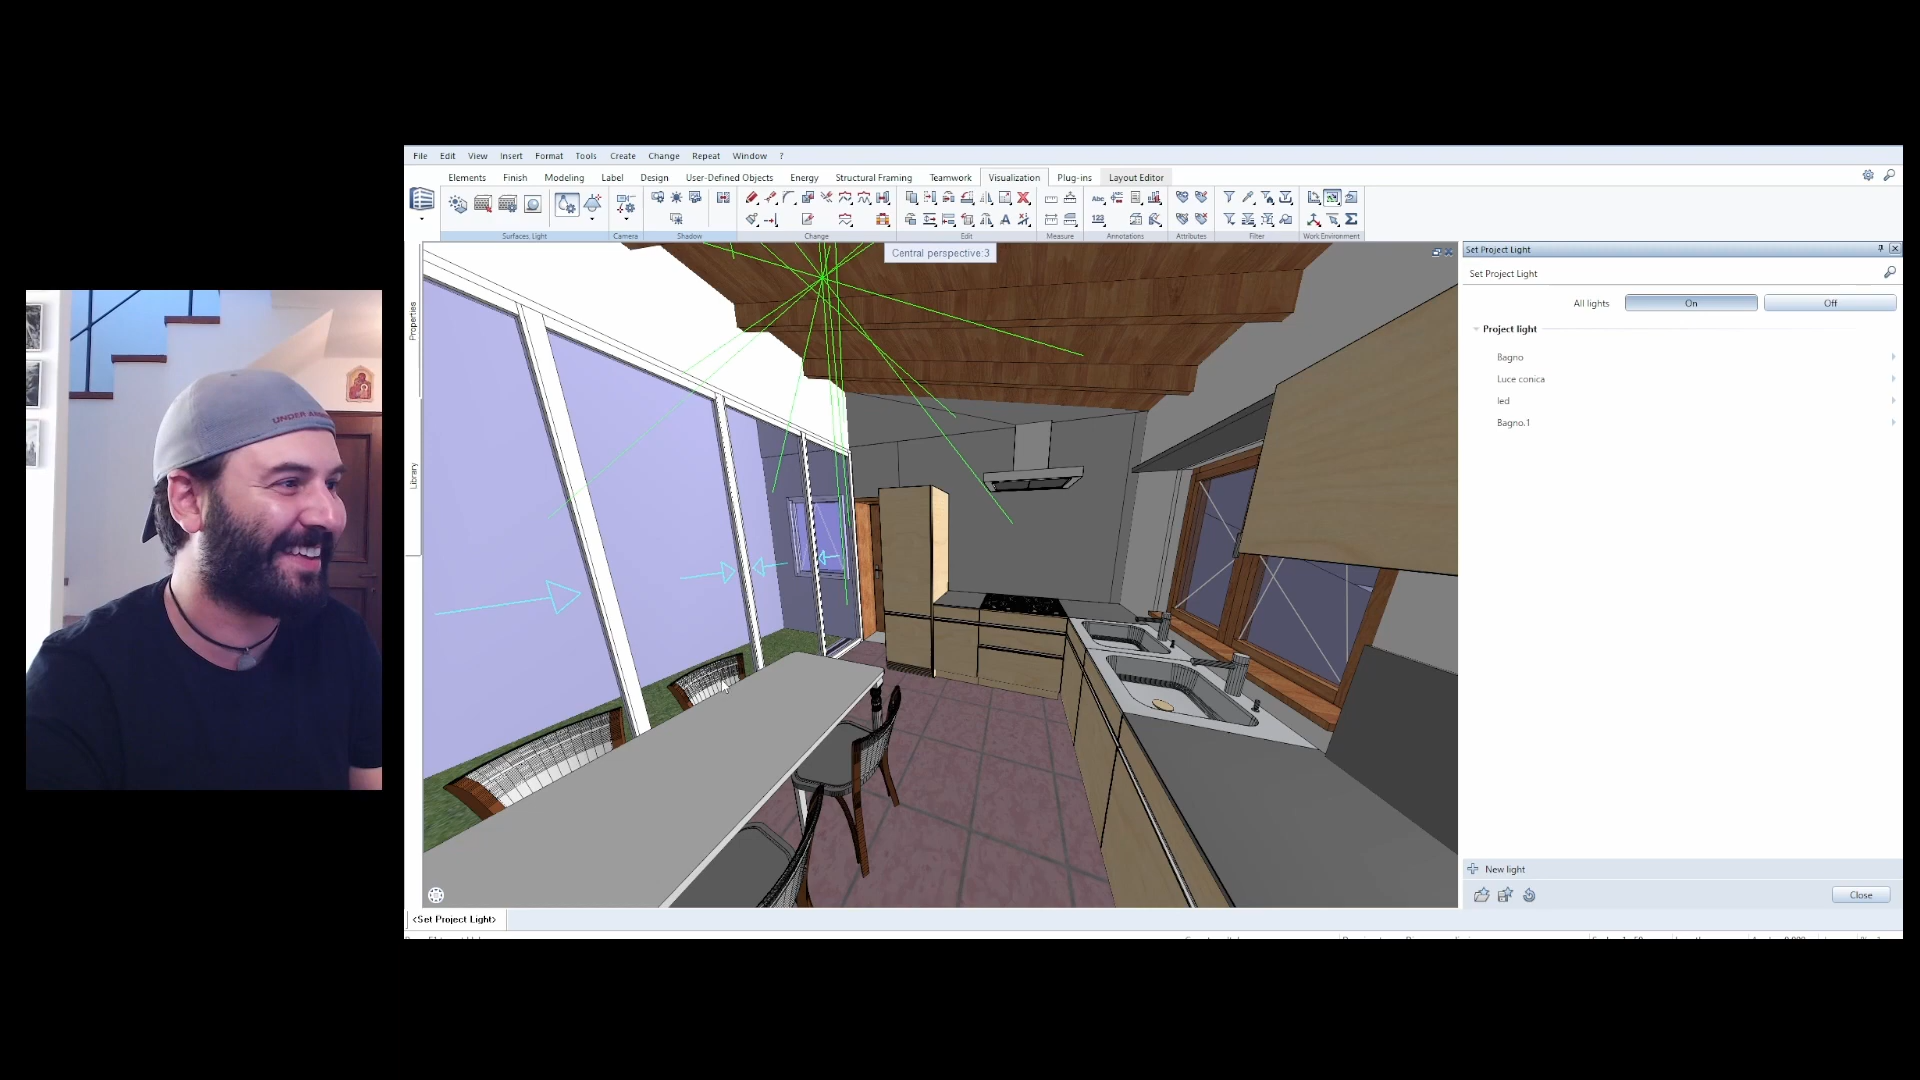 File Edit View Insert Format Tools Create Change Repeat Window ?
Elements Finish Modeling Label Design User-Defined Objects Energy Structural Framing Teamwork Visualization Plug-ins Layout Editor
Abc
123
Surfaces, Light Camera Shadow Change Edit Measure Annotations Attributes Filter Work Environment
Central perspective:3
Properties
Library
Set Project Light
Set Project Light
All lights On Off
Project light
Bagno
Luce conica
led
Bagno.1
New light
Close
<Set Project Light>
UNDER